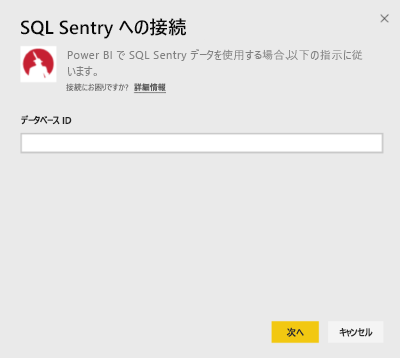 SQL Sentry への接続
Power BI で SQL Sentry データを使用する場合、以下の指示に従
います。
接続にお困りですか? 詳細情報
データベース ID
次へ
キャンセル